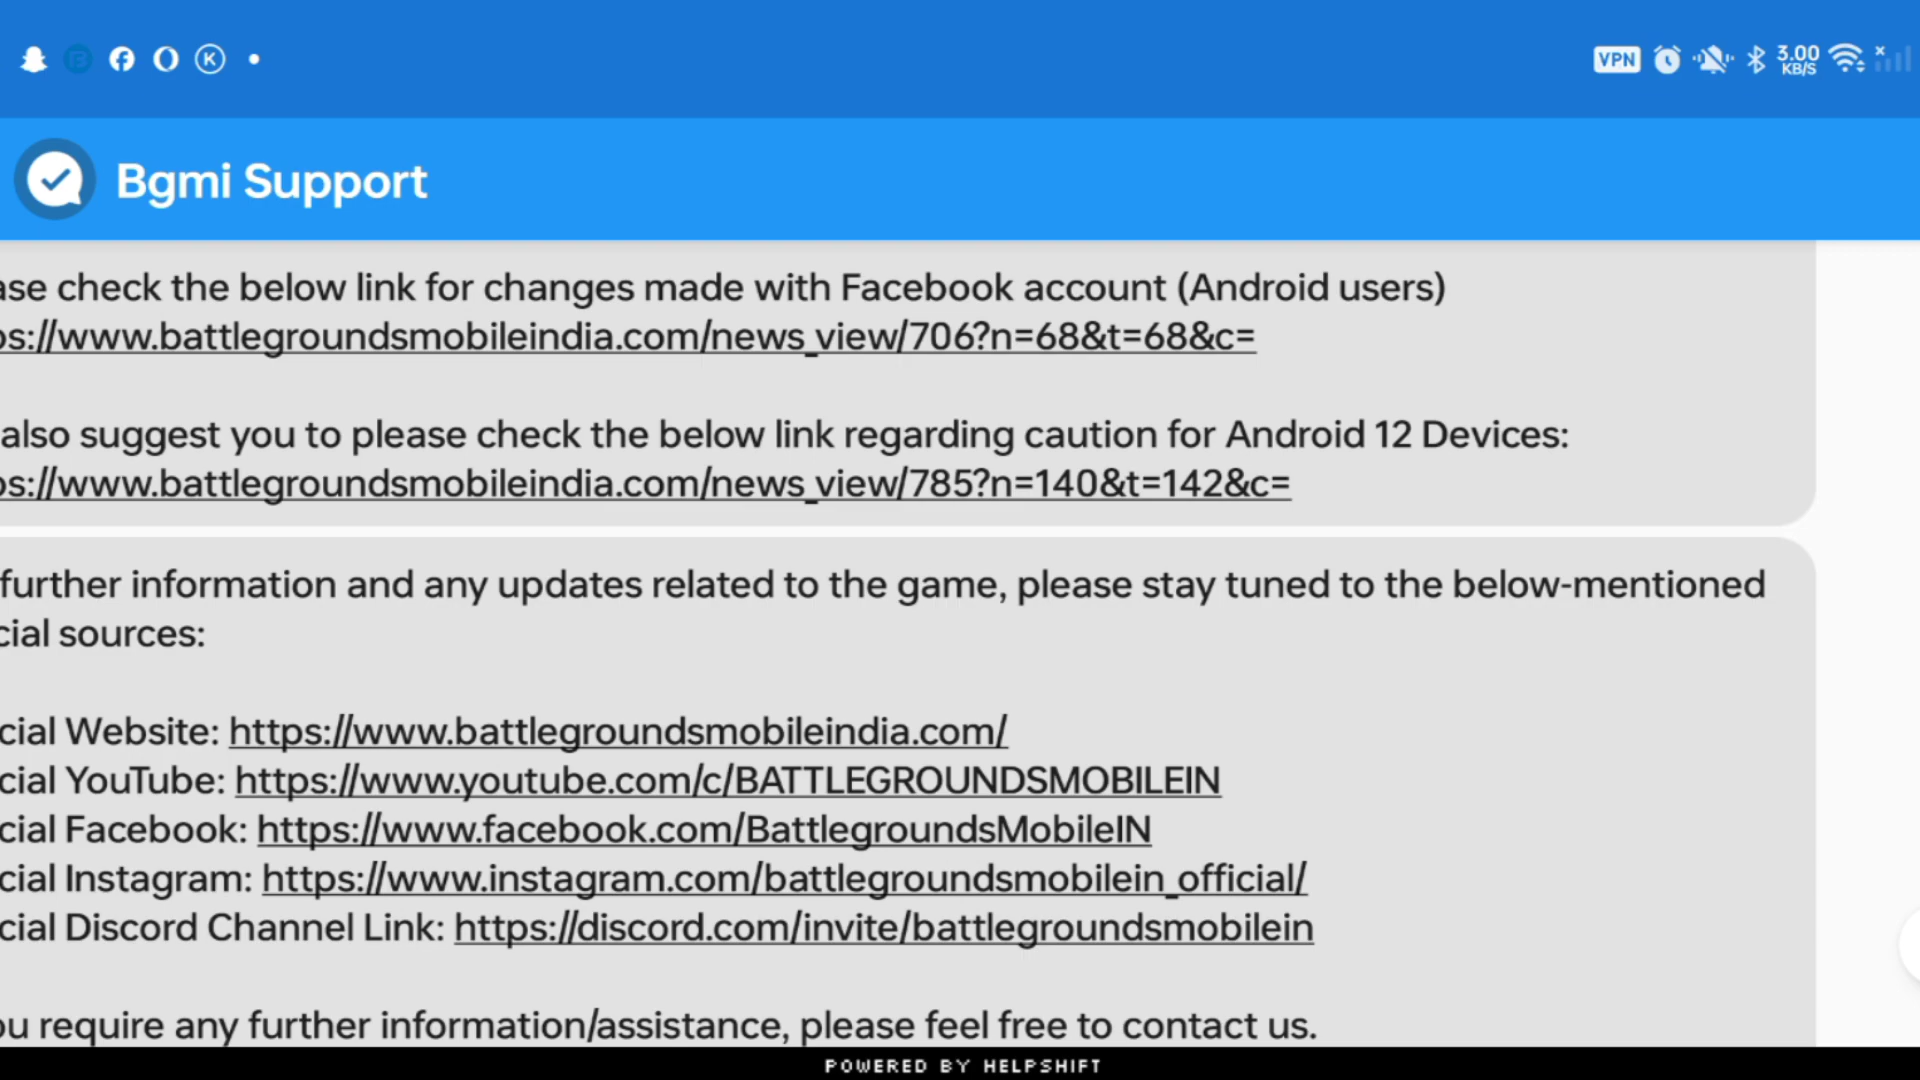 VPN 3.00 KB/S
Bgmi Support
ase check the below link for changes made with Facebook account (Android users)
ps://www.battlegroundsmobileindia.com/news_view/706?n=68&t=68&c=
also suggest you to please check the below link regarding caution for Android 12 Devices:
ps://www.battlegroundsmobileindia.com/news_view/785?n=140&t=142&c=
further information and any updates related to the game, please stay tuned to the below-mentioned
cial sources:
cial Website: https://www.battlegroundsmobileindia.com/
cial YouTube: https://www.youtube.com/c/BATTLEGROUNDSMOBILEIN
cial Facebook: https://www.facebook.com/BattlegroundsMobileIN
cial Instagram: https://www.instagram.com/battlegroundsmobilein_official/
cial Discord Channel Link: https://discord.com/invite/battlegroundsmobilein
ou require any further information/assistance, please feel free to contact us.
POWERED BY HELPSHIFT